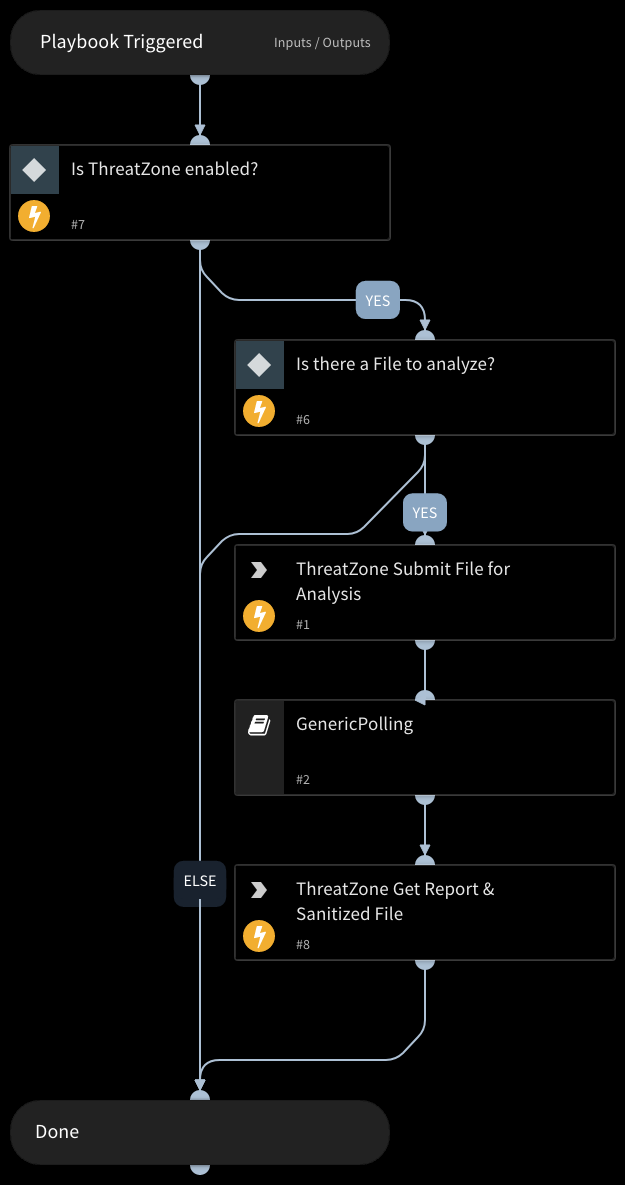 Playbook Triggered
Inputs / Outputs
Is ThreatZone enabled?
#7
YES
Is there a File to analyze?
#6
YES
ThreatZone Submit File for
Analysis
#1
GenericPolling
#2
ELSE
ThreatZone Get Report &
Sanitized File
#8
Done